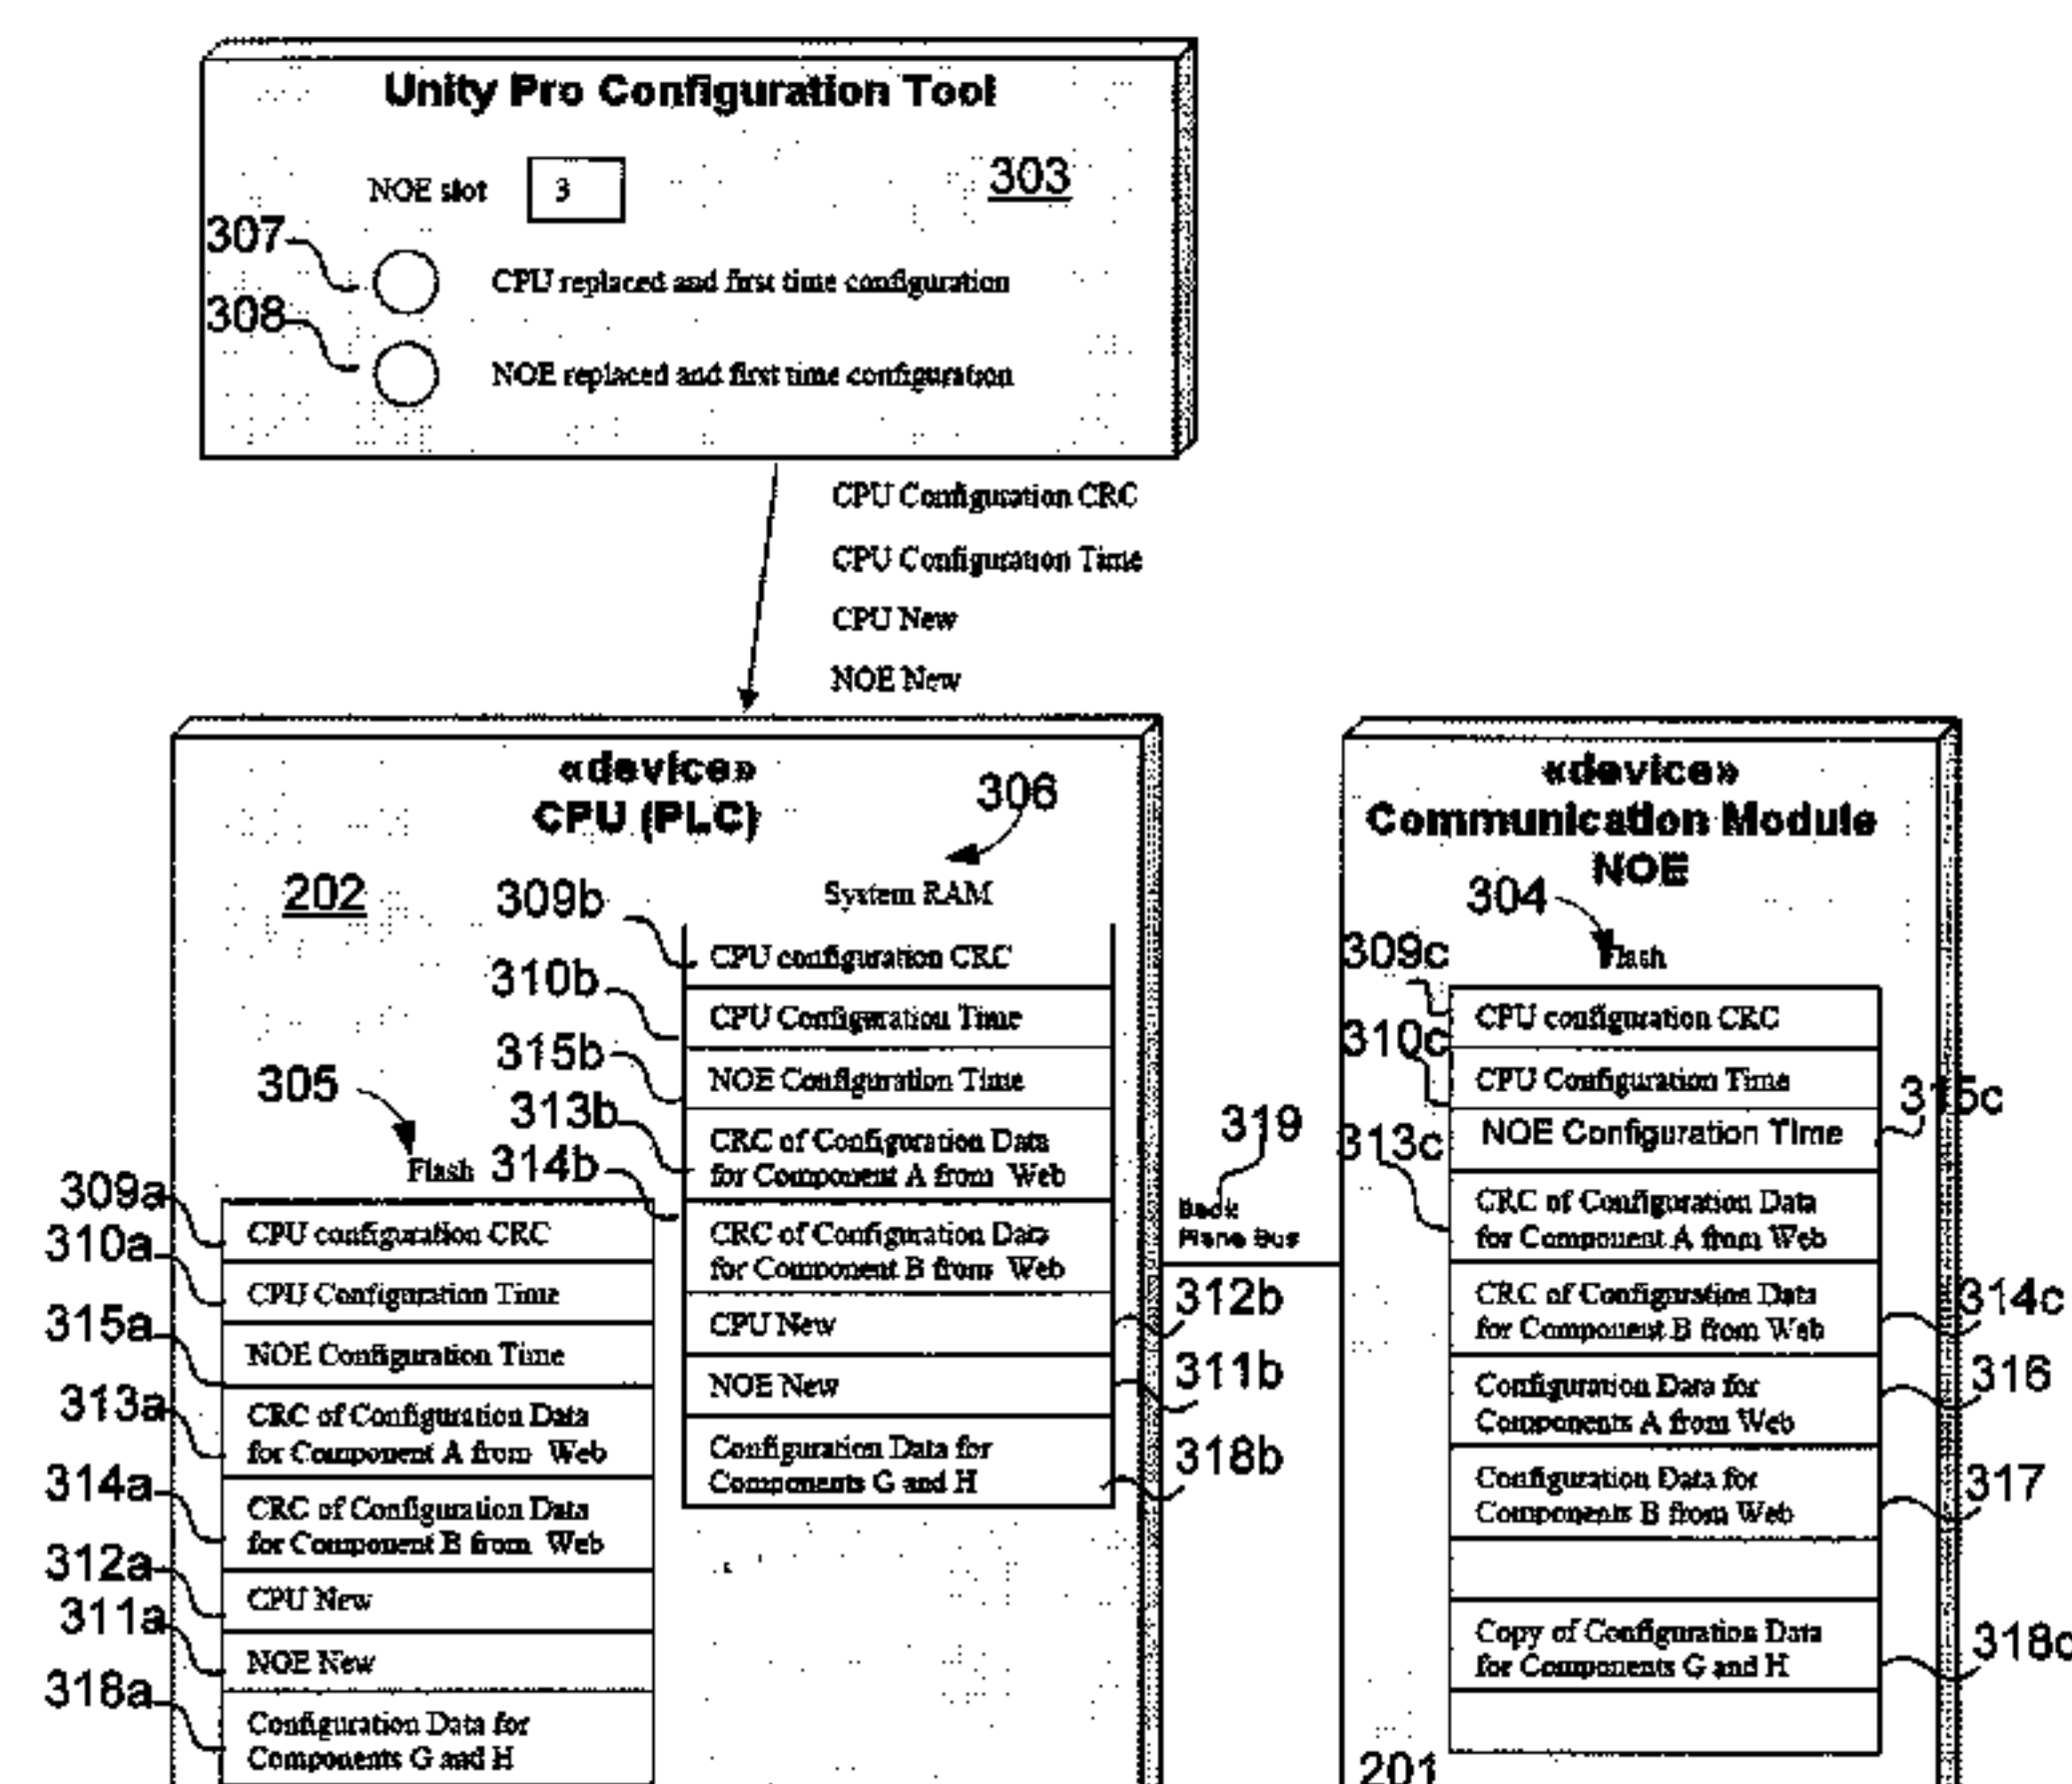 Unity Pro Configuration Tool
NOE slot
3
303
307
CPU replaced and first time configuration
308
NOE replaced and first time configuration
CPU Configuration CRC
CPU Configuration Time
CPU New
NOE New
«device»
CPU (PLC)
306
202
System RAM
309b
CPU configuration CRC
310b
CPU Configuration Time
315b
NOE Configuration Time
313b
CRC of Configuration Data
for Component A from Web
314b
CRC of Configuration Data
for Component B from Web
CPU New
312b
NOE New
311b
Configuration Data for
Components G and H
318b
305
Flash
309a
CPU configuration CRC
310a
CPU Configuration Time
315a
NOE Configuration Time
313a
CRC of Configuration Data
for Component A from Web
314a
CRC of Configuration Data
for Component B from Web
312a
CPU New
311a
NOE New
318a
Configuration Data for
Components G and H
319
Back
Plane Bus
«device»
Communication Module
NOE
304
Flash
309c
CPU configuration CRC
310c
CPU Configuration Time
315c
NOE Configuration Time
313c
CRC of Configuration Data
for Component A from Web
CRC of Configuration Data
for Component B from Web
314c
Configuration Data for
Components A from Web
316
Configuration Data for
Components B from Web
317
Copy of Configuration Data
for Components G and H
318c
201